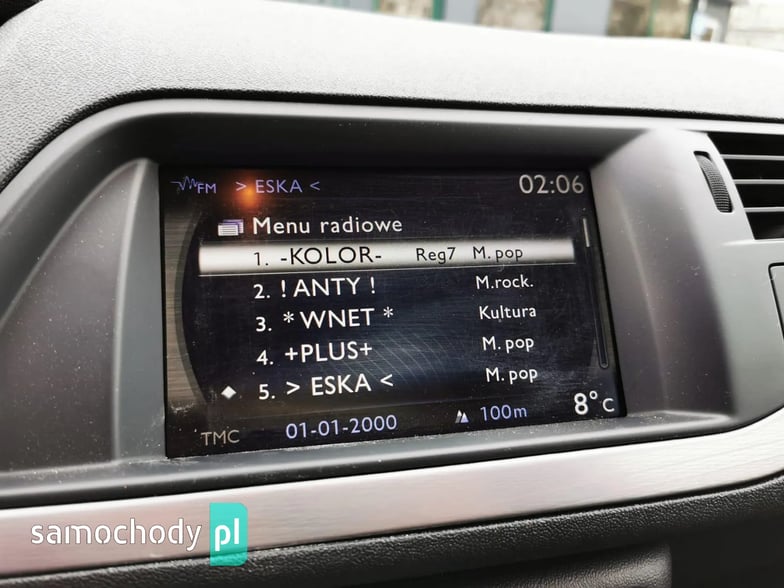 FM > ESKA < 02:06
Menu radiowe
1. -KOLOR- Reg7 M. pop
2. ! ANTY ! M.rock.
3. * WNET * Kultura
4. +PLUS+ M. pop
5. > ESKA < M. pop
TMC 01-01-2000 100m 8°C
samochody pl